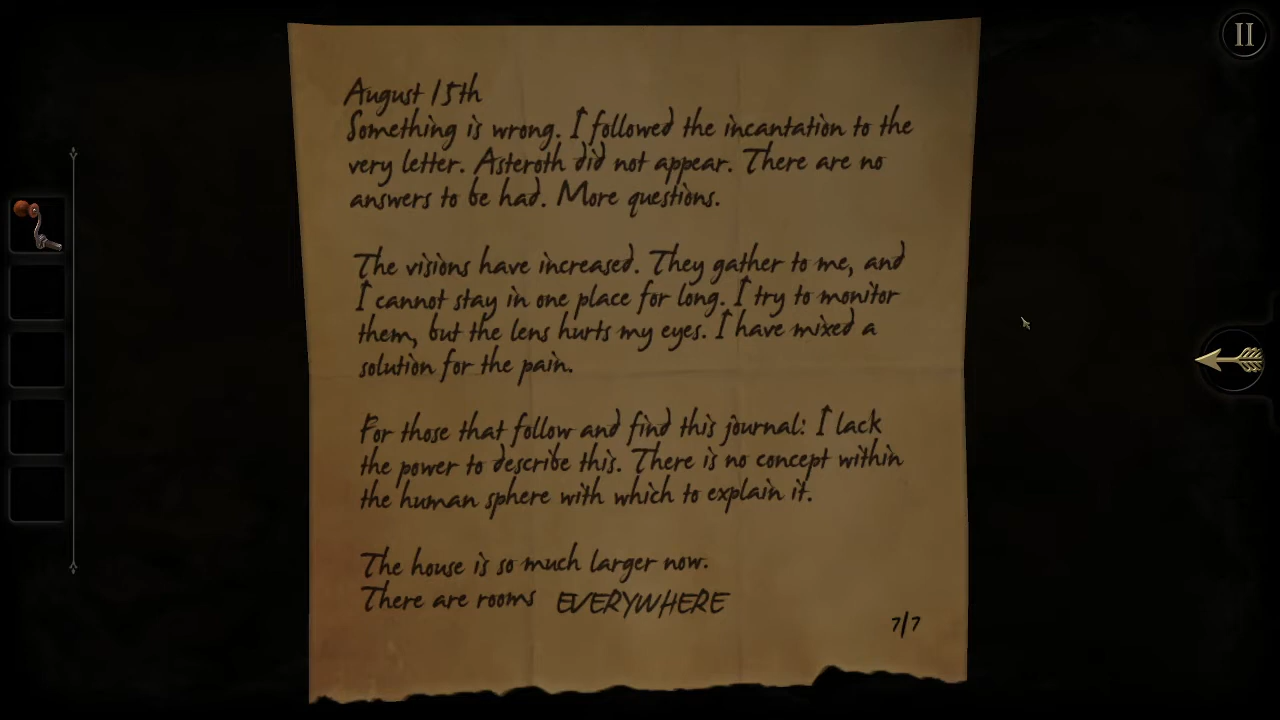 August 15th
Something is wrong. I followed the incantation to the
very letter. Asteroth did not appear. There are no
answers to be had. More questions.
The visions have increased. They gather to me, and
I cannot stay in one place for long. I try to monitor
them, but the lens hurts my eyes. I have mixed a
solution for the pain.
For those that follow and find this journal: I lack
the power to describe this. There is no concept within
the human sphere with which to explain it.
The house is so much larger now.
There are rooms EVERYWHERE
7/7